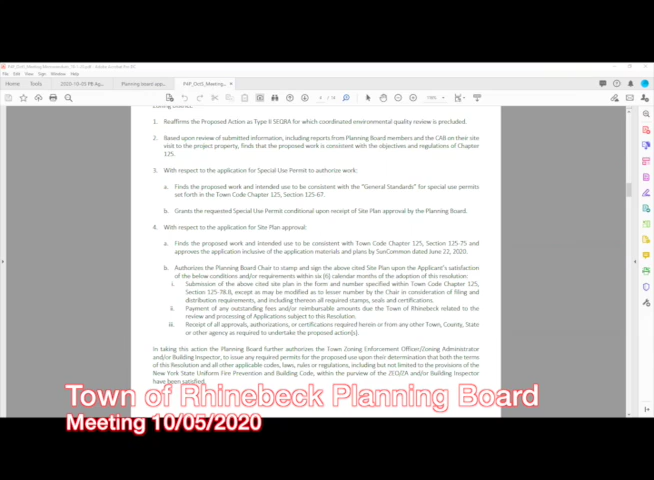 Home Tools 2020-10-05 PB Ag... Planning board app... P4P_Oct5_Meeting... ×
File Edit View Sign Window Help
1. Reaffirms the Proposed Action as Type II SEQRA for which coordinated environmental quality review is precluded.
2. Based upon review of submitted information, including reports from Planning Board members and the CAB on their site
visit to the project property, finds that the proposed work is consistent with the objectives and regulations of Chapter
125.
3. With respect to the application for Special Use Permit to authorize work:
a. Finds the proposed work and intended use to be consistent with the "General Standards" for special use permits
set forth in the Town Code Chapter 125, Section 125-67.
b. Grants the requested Special Use Permit conditional upon receipt of Site Plan approval by the Planning Board.
4. With respect to the application for Site Plan approval:
a. Finds the proposed work and intended use to be consistent with Town Code Chapter 125, Section 125-75 and
approves the application inclusive of the application materials and plans by SunCommon dated June 22, 2020.
b. Authorizes the Planning Board Chair to stamp and sign the above cited Site Plan upon the Applicant's satisfaction
of the below conditions and/or requirements within six [6] calendar months of the adoption of this resolution:
i. Submission of the above cited site plan in the form and number specified within Town Code Chapter 125,
Section 125-78.B, except as may be modified as to lesser number by the Chair in consideration of filing and
distribution requirements, and including thereon all required stamps, seals and certifications.
ii. Payment of any outstanding fees and/or reimbursable amounts due the Town of Rhinebeck related to the
review and processing of Applications subject to this Resolution.
iii. Receipt of all approvals, authorizations, or certifications required herein or from any other Town, County, State
or other agency as required to undertake the proposed action(s).
In taking this action the Planning Board further authorizes the Town Zoning Enforcement Officer/Zoning Administrator
and/or Building Inspector, to issue any required permits for the proposed use upon their determination that both the terms
of this Resolution and all other applicable codes, laws, rules or regulations, including but not limited to the provisions of the
New York State Uniform Fire Prevention and Building Code, within the purview of the ZEO/ZA and/or Building Inspector
have been satisfied.
Town of Rhinebeck Planning Board
Meeting 10/05/2020